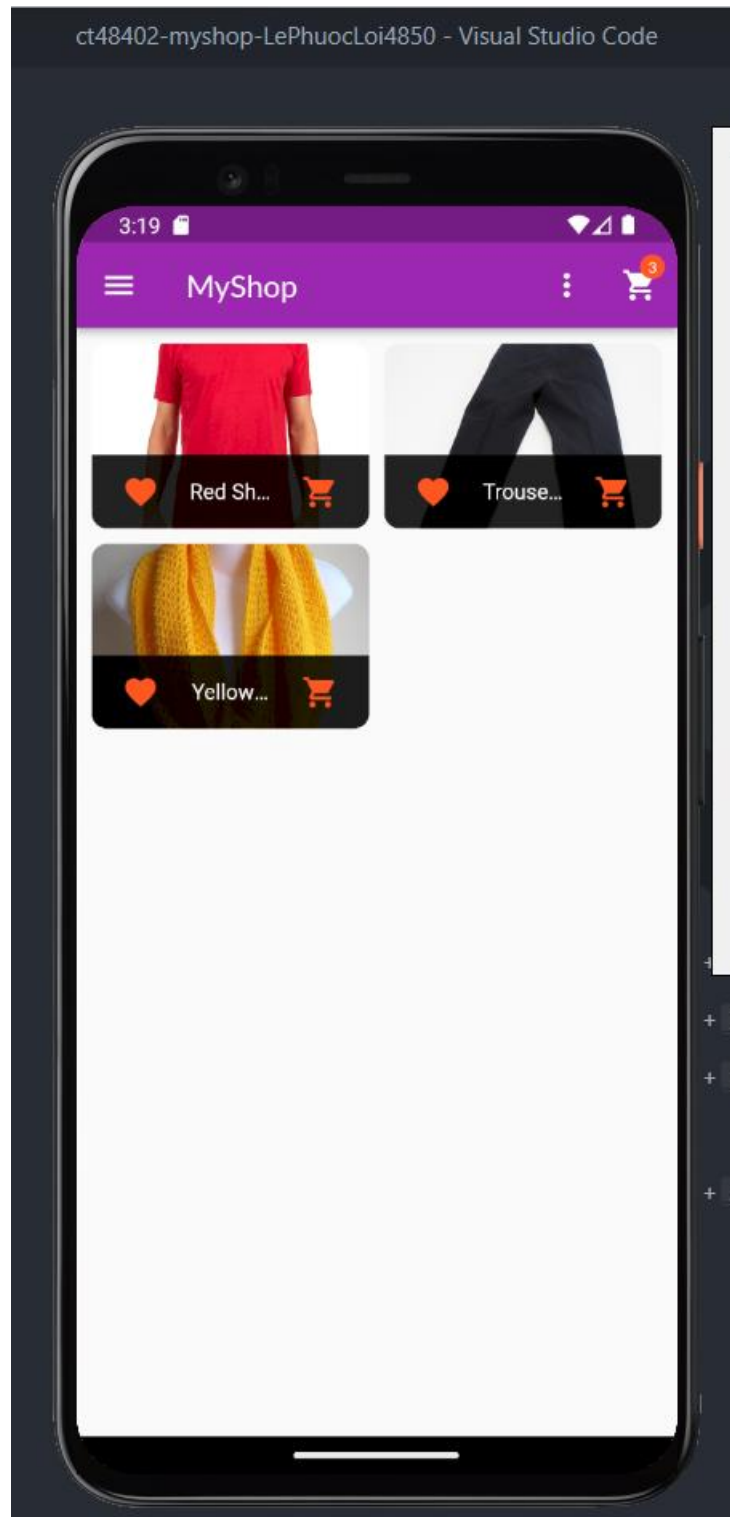 ct48402-myshop-LePhuocLoi4850 - Visual Studio Code
3:19
MyShop
3
Red Sh...
Trouse...
Yellow...
+
+
+
+